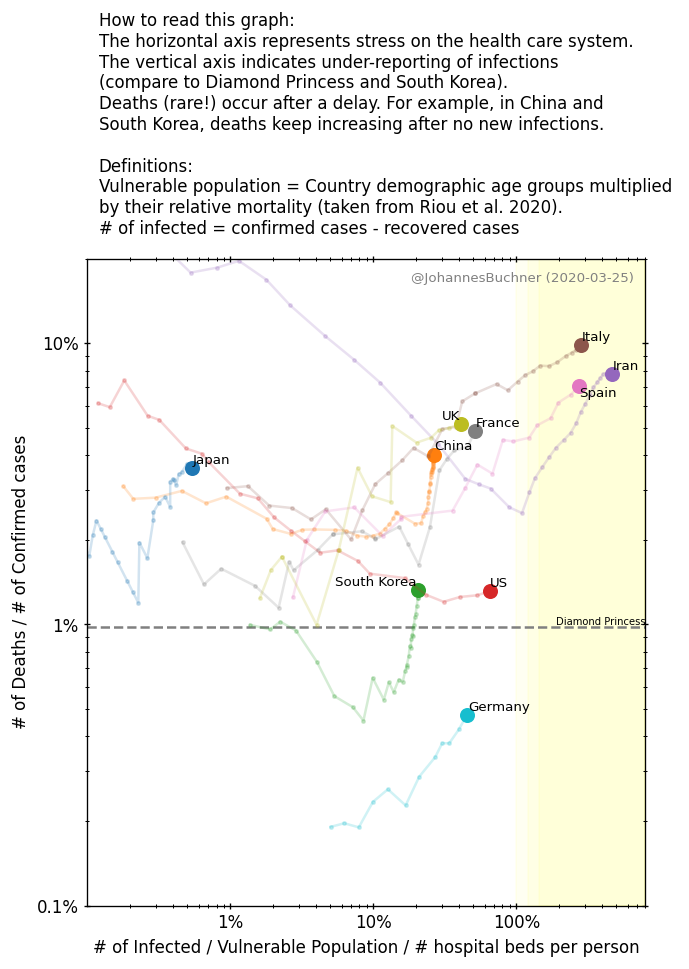 How to read this graph:
The horizontal axis represents stress on the health care system.
The vertical axis indicates under-reporting of infections
(compare to Diamond Princess and South Korea).
Deaths (rare!) occur after a delay. For example, in China and
South Korea, deaths keep increasing after no new infections.
Definitions:
Vulnerable population = Country demographic age groups multiplied
by their relative mortality (taken from Riou et al. 2020).
# of infected = confirmed cases - recovered cases
@JohannesBuchner (2020-03-25)
Italy
10%
Iran
Spain
UK
France
China
Japan
South Korea
US
1%
Diamond Princess
Germany
0.1%
1%
10%
100%
# of Deaths / # of Confirmed cases
# of Infected / Vulnerable Population / # hospital beds per person